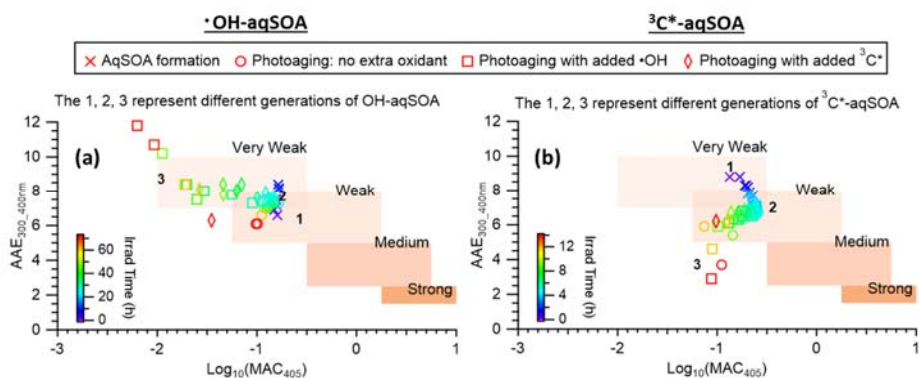 •OH-aqSOA
³C*-aqSOA
× AqSOA formation ○ Photoaging: no extra oxidant □ Photoaging with added •OH ◇ Photoaging with added ³C*
The 1, 2, 3 represent different generations of OH-aqSOA
The 1, 2, 3 represent different generations of ³C*-aqSOA
(a)
AAE300_400nm
12
10
8
6
4
2
0
Very Weak
Weak
Medium
Strong
1
2
3
Irrad Time (h)
60
40
20
0
-3 -2 -1 0 1
Log10(MAC405)
(b)
AAE300_400nm
12
10
8
6
4
2
0
Very Weak
Weak
Medium
Strong
1
2
3
Irrad Time (h)
12
8
4
0
-3 -2 -1 0 1
Log10(MAC405)